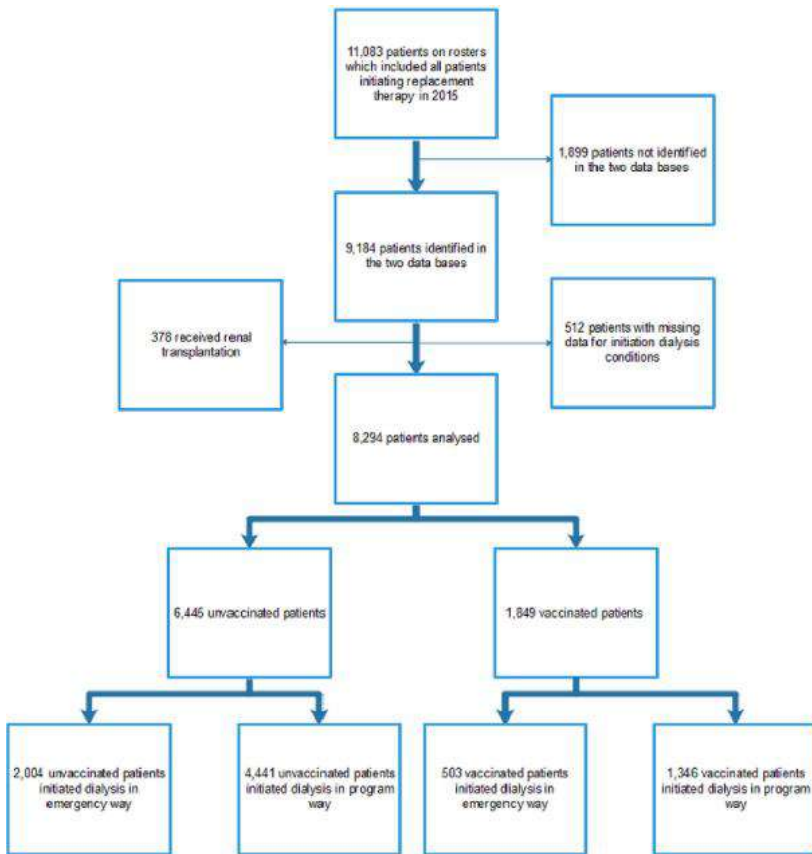 11,083 patients on rosters
which included all patients
initiating replacement
therapy in 2015
1,899 patients not identified
in the two data bases
9,184 patients identified in
the two data bases
378 received renal
transplantation
512 patients with missing
data for initiation dialysis
conditions
8,294 patients analysed
6,445 unvaccinated patients
1,849 vaccinated patients
2,004 unvaccinated patients
initiated dialysis in
emergency way
4,441 unvaccinated patients
initiated dialysis in program
way
503 vaccinated patients
initiated dialysis in
emergency way
1,346 vaccinated patients
initiated dialysis in program
way